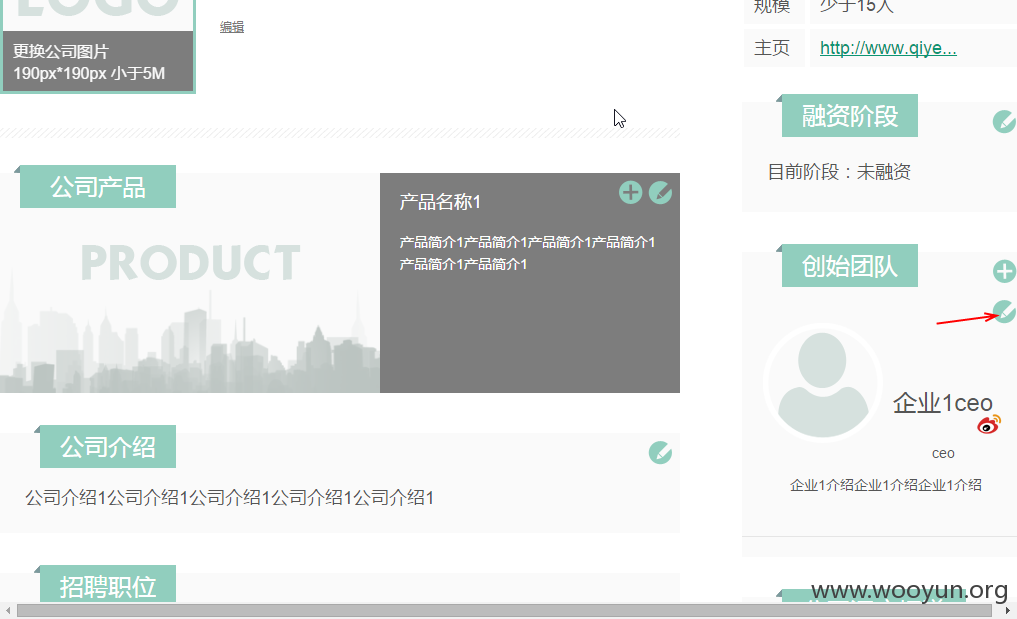 LOGO
更换公司图片
190px*190px 小于5M
编辑
规模 少于15人
主页 http://www.qiye...
融资阶段
目前阶段：未融资
公司产品
PRODUCT
产品名称1
产品简介1产品简介1产品简介1产品简介1
产品简介1产品简介1
创始团队
企业1ceo
ceo
企业1介绍企业1介绍企业1介绍
公司介绍
公司介绍1公司介绍1公司介绍1公司介绍1公司介绍1
招聘职位
www.wooyun.org